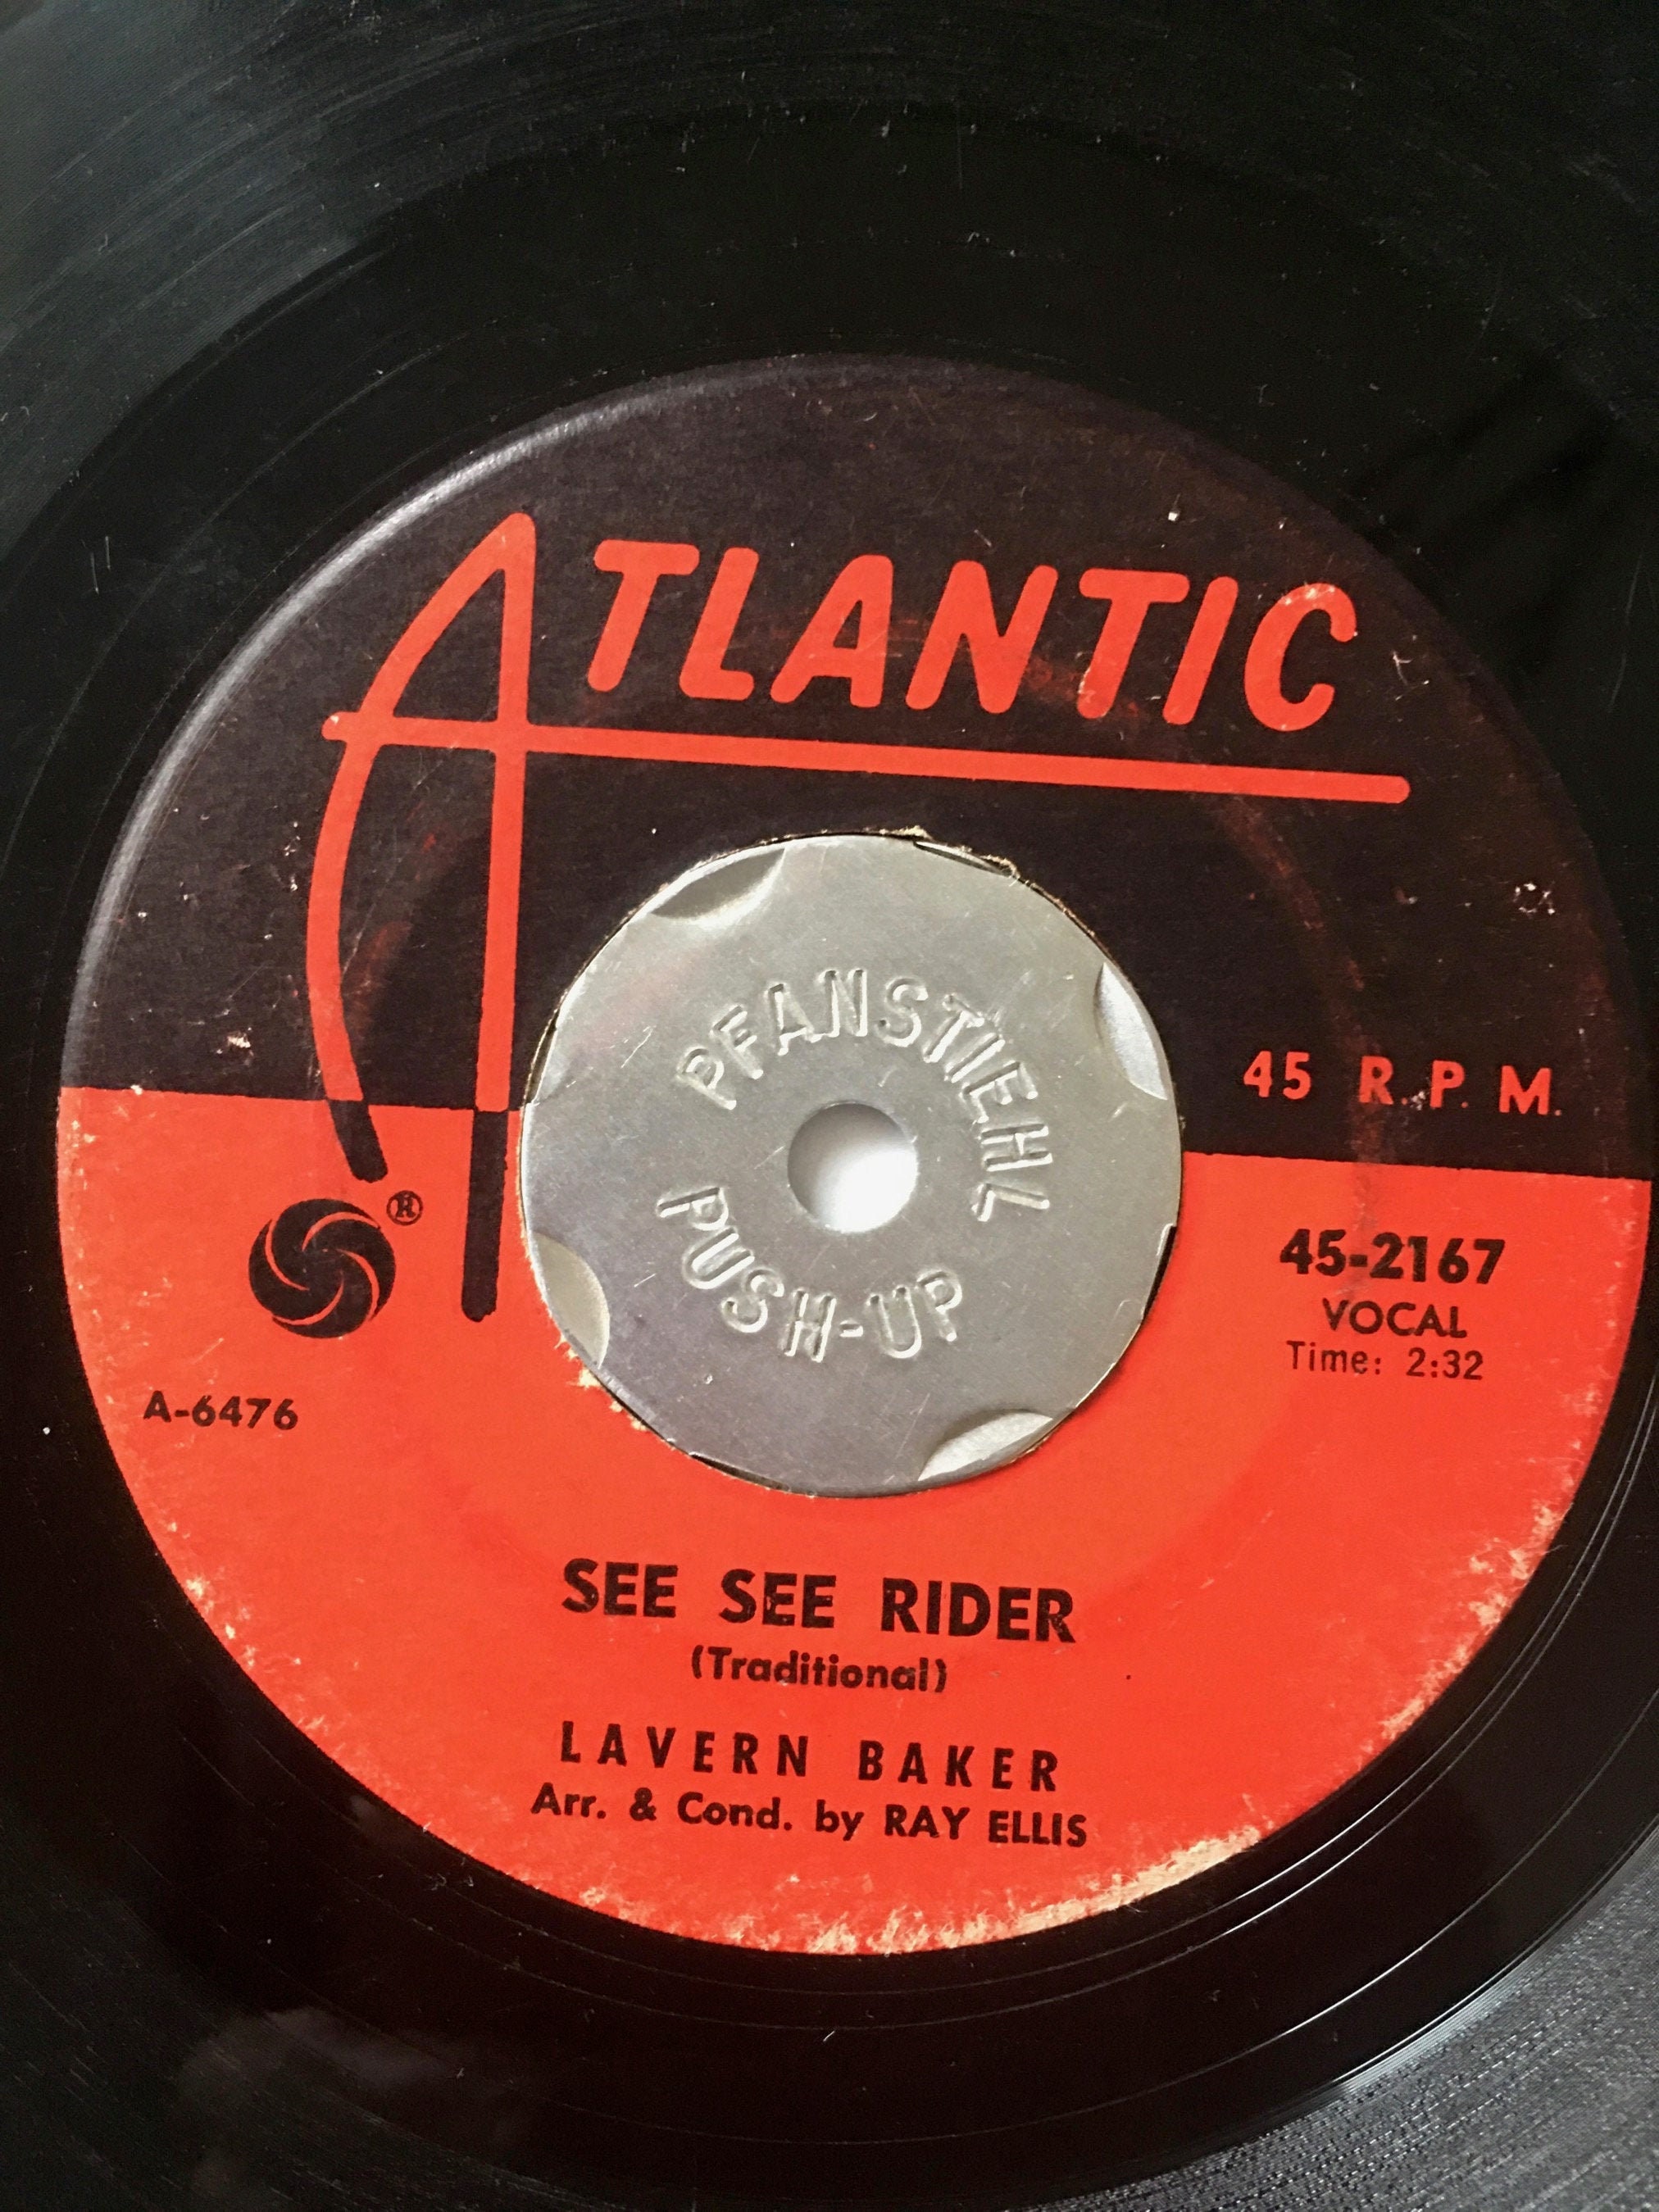 ATLANTIC
PFANSTIEHL
PUSH-UP
45 R.P.M.
®
45-2167
VOCAL
Time: 2:32
A-6476
SEE SEE RIDER
(Traditional)
LAVERN BAKER
Arr. & Cond. by RAY ELLIS